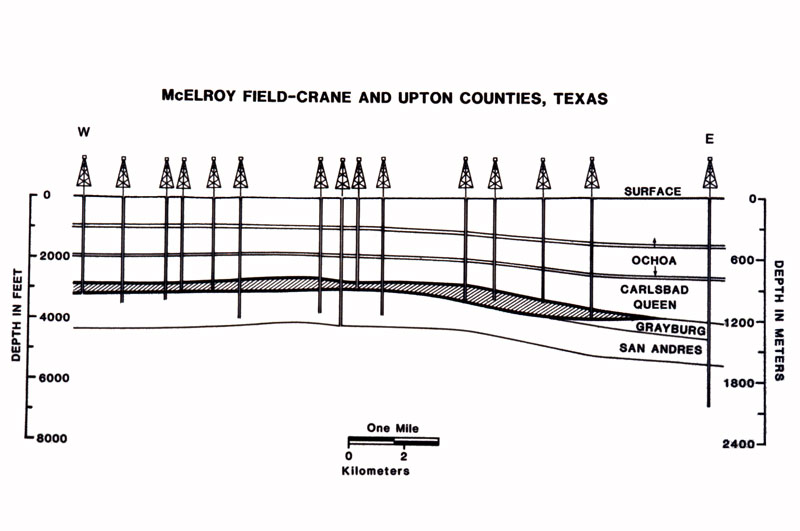 McELROY FIELD-CRANE AND UPTON COUNTIES, TEXAS
W
E
SURFACE
0
2000
4000
6000
8000
DEPTH IN FEET
OCHOA
CARLSBAD
QUEEN
GRAYBURG
SAN ANDRES
0
600
1200
1800
2400
DEPTH IN METERS
One Mile
0 2
Kilometers